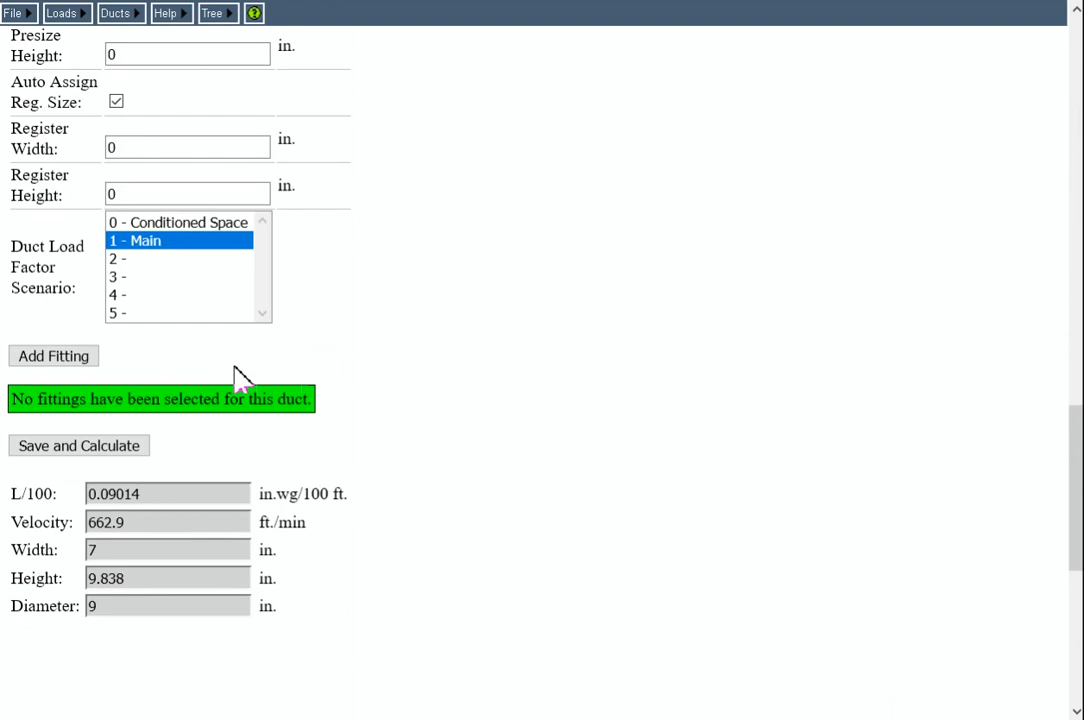 File Loads Ducts Help Tree ?
Presize
Height: 0 in.
Auto Assign
Reg. Size:
Register
Width: 0 in.
Register
Height: 0 in.
0 - Conditioned Space
1 - Main
Duct Load
Factor
Scenario:
2 -
3 -
4 -
5 -
Add Fitting
No fittings have been selected for this duct.
Save and Calculate
L/100: 0.09014 in.wg/100 ft.
Velocity: 662.9 ft./min
Width: 7 in.
Height: 9.838 in.
Diameter: 9 in.